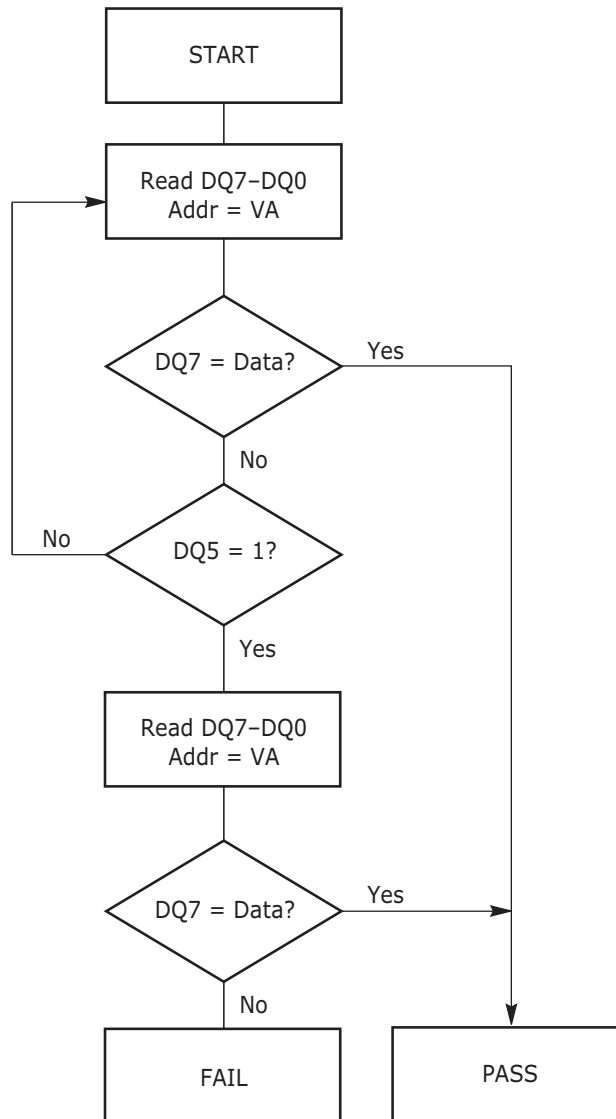 START
Read DQ7–DQ0
Addr = VA
DQ7 = Data?
Yes
No
No
DQ5 = 1?
Yes
Read DQ7–DQ0
Addr = VA
DQ7 = Data?
Yes
No
FAIL
PASS